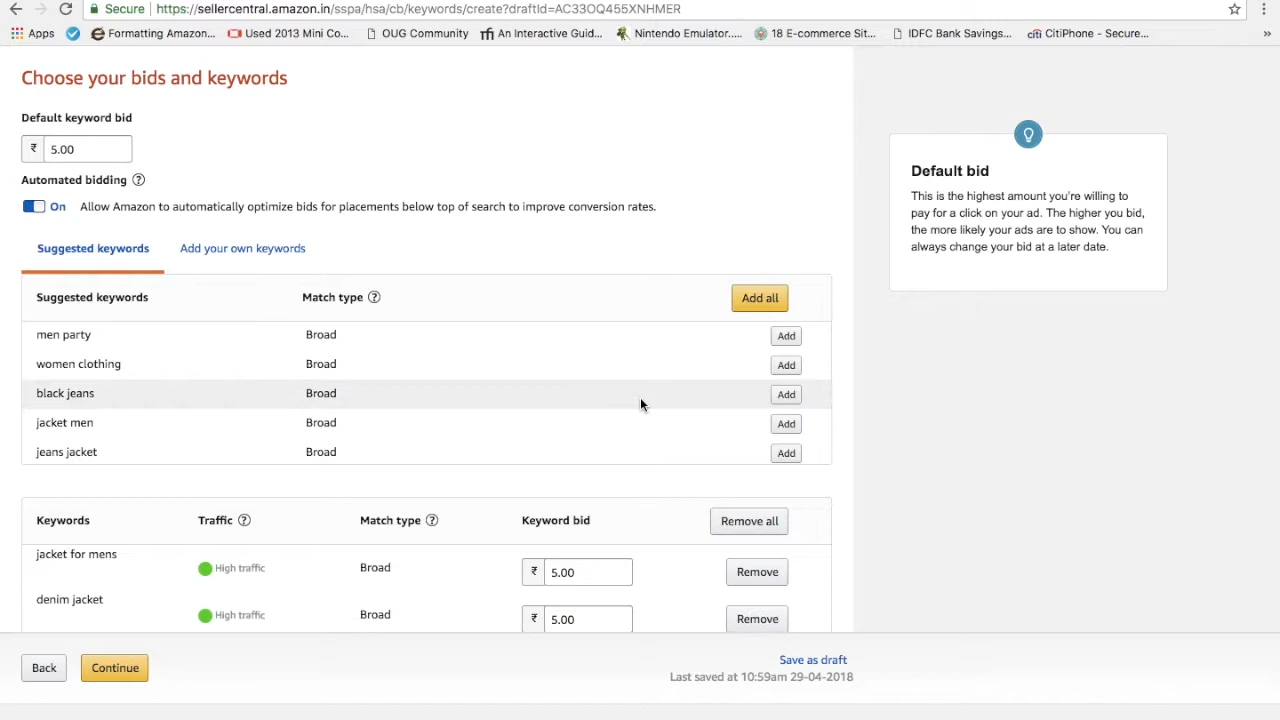 Secure https://sellercentral.amazon.in/sspa/hsa/cb/keywords/create?draftId=AC33OQ455XNHMER
Apps Formatting Amazon... Used 2013 Mini Co... OUG Community An Interactive Guid... Nintendo Emulator.... 18 E-commerce Sit... IDFC Bank Savings... citi CitiPhone - Secure... »
Choose your bids and keywords
Default keyword bid
₹ 5.00
Automated bidding ?
On Allow Amazon to automatically optimize bids for placements below top of search to improve conversion rates.
Suggested keywords Add your own keywords
Suggested keywords Match type ? Add all
men party Broad Add
women clothing Broad Add
black jeans Broad Add
jacket men Broad Add
jeans jacket Broad Add
Keywords Traffic ? Match type ? Keyword bid Remove all
jacket for mens
High traffic Broad ₹ 5.00 Remove
denim jacket
High traffic Broad ₹ 5.00 Remove
Back Continue Save as draft
Last saved at 10:59am 29-04-2018
Default bid
This is the highest amount you're willing to
pay for a click on your ad. The higher you bid,
the more likely your ads are to show. You can
always change your bid at a later date.